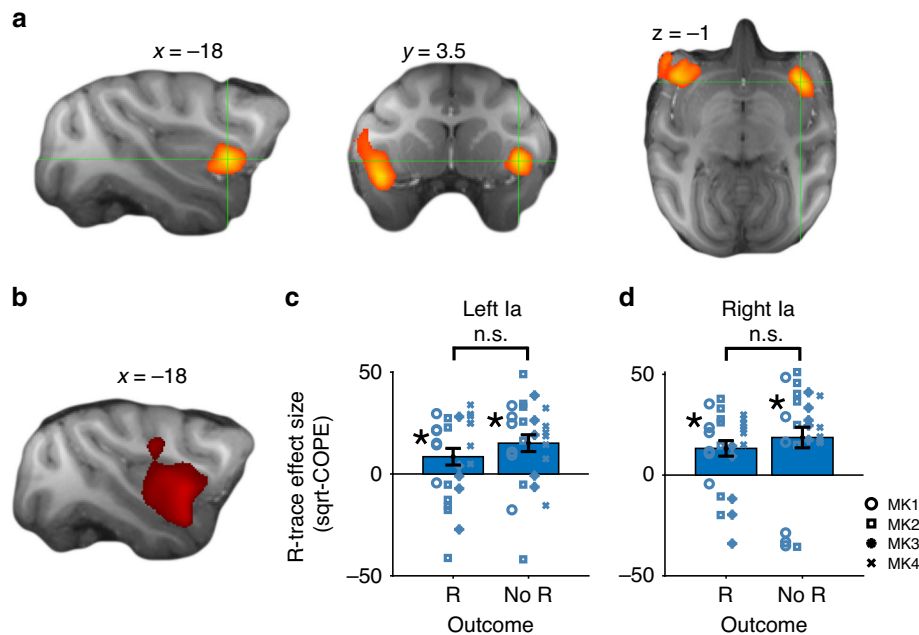 a
x = –18
y = 3.5
z = –1
b
x = –18
c
Left Ia
n.s.
R-trace effect size
(sqrt-COPE)
50
0
–50
*
*
R
No R
Outcome
d
Right Ia
n.s.
50
0
–50
*
*
R
No R
Outcome
MK1
MK2
MK3
MK4